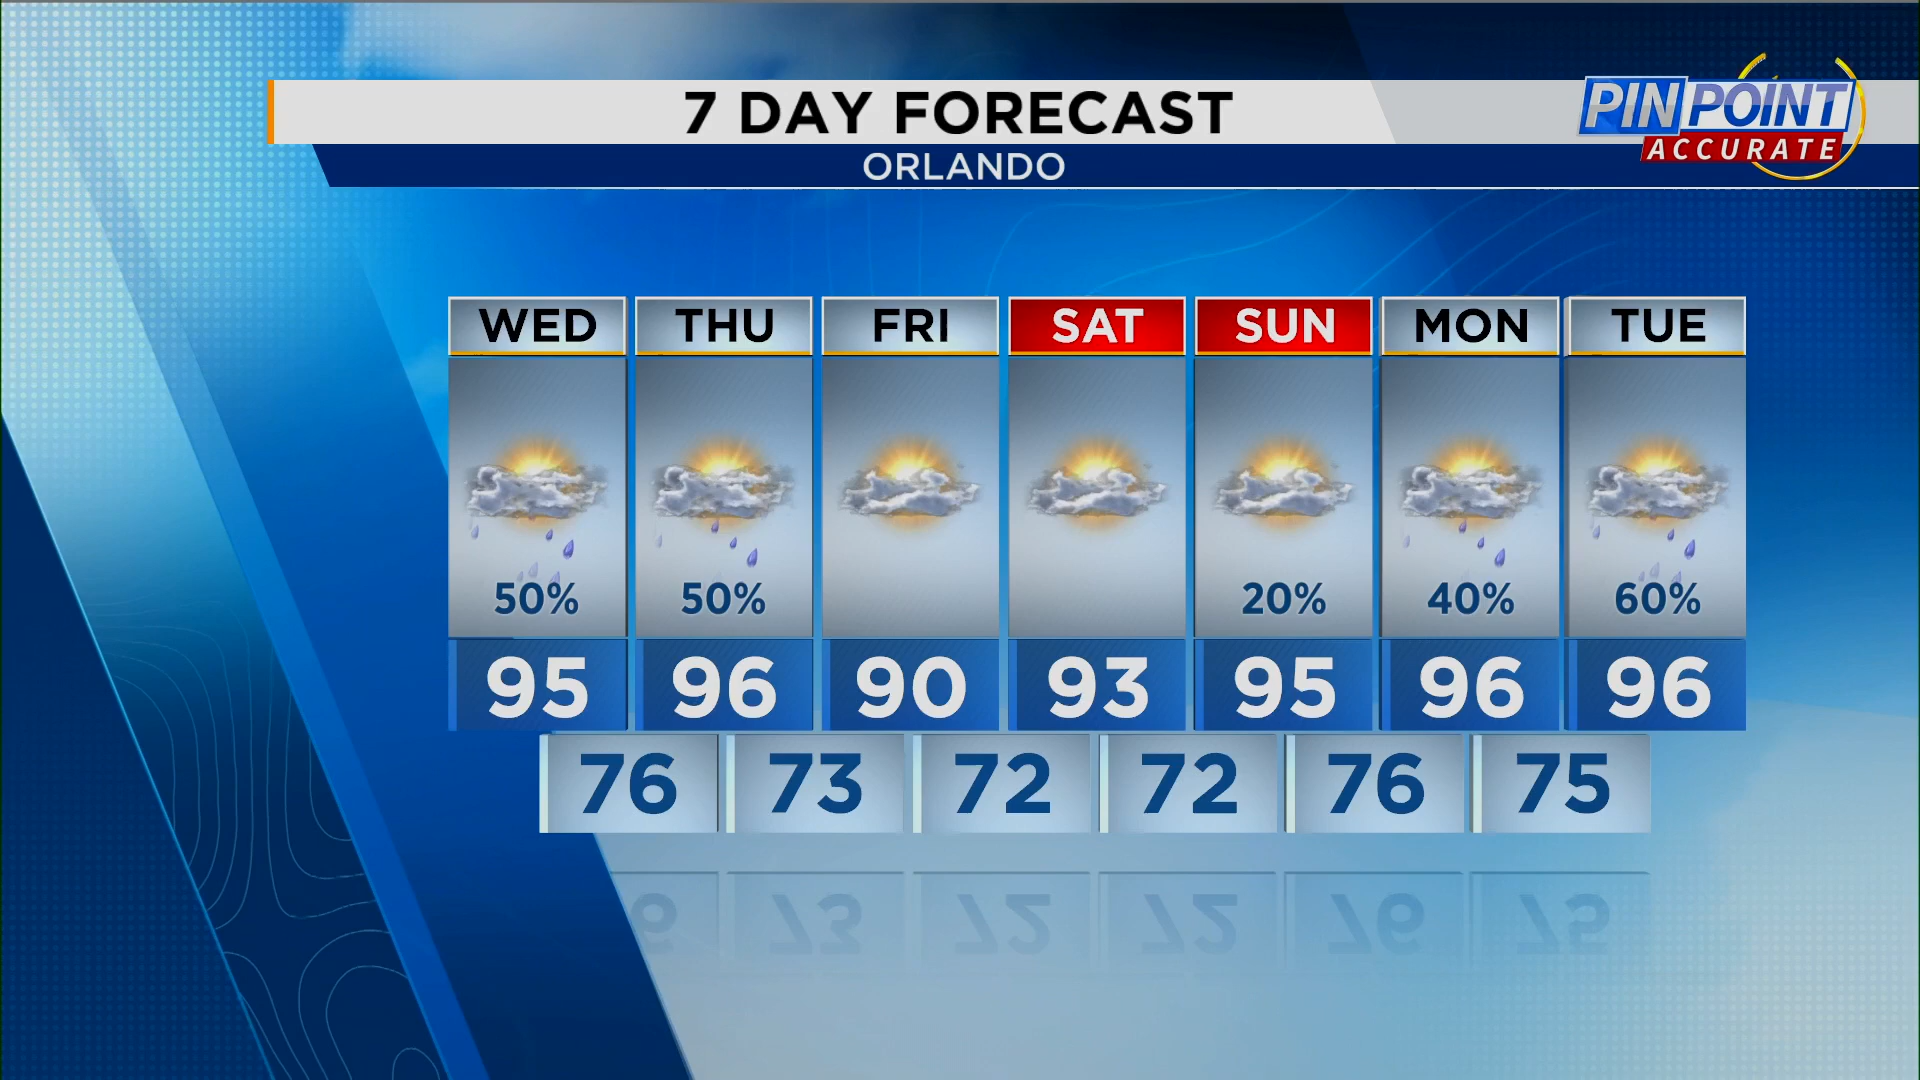 7 DAY FORECAST
PINPOINT
ACCURATE
ORLANDO
WED THU FRI SAT SUN MON TUE
50% 50% 20% 40% 60%
95 96 90 93 95 96 96
76 73 72 72 76 75